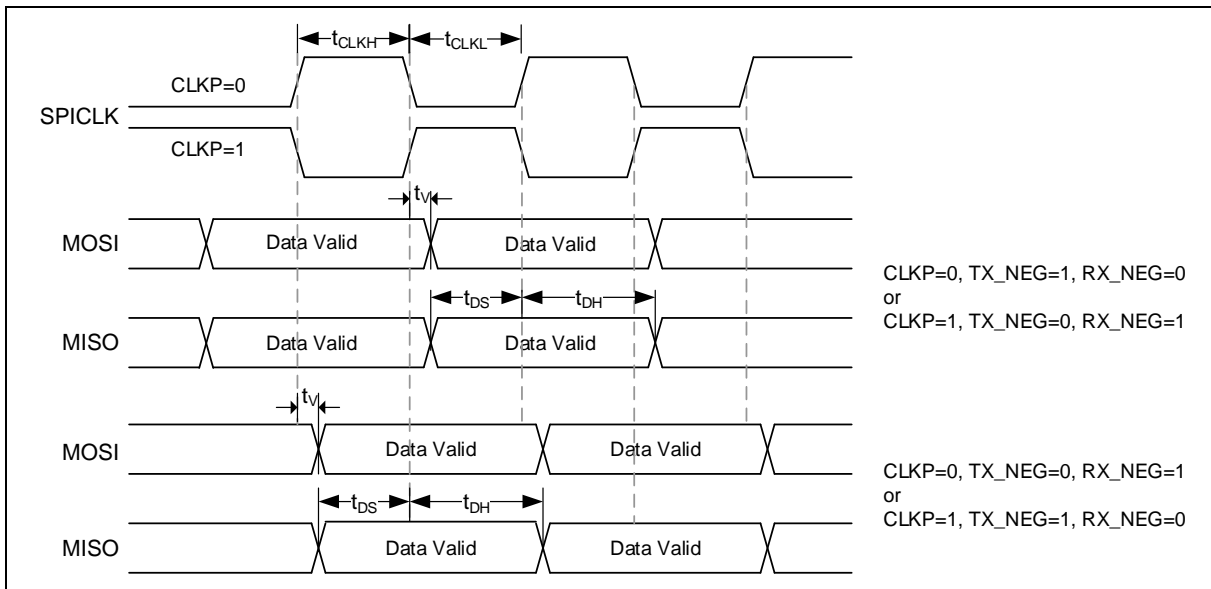 tCLKH
tCLKL
CLKP=0
SPICLK
CLKP=1
tV
MOSI
Data Valid
Data Valid
CLKP=0, TX_NEG=1, RX_NEG=0
or
CLKP=1, TX_NEG=0, RX_NEG=1
tDS
tDH
MISO
Data Valid
Data Valid
tV
MOSI
Data Valid
Data Valid
CLKP=0, TX_NEG=0, RX_NEG=1
or
CLKP=1, TX_NEG=1, RX_NEG=0
tDS
tDH
MISO
Data Valid
Data Valid